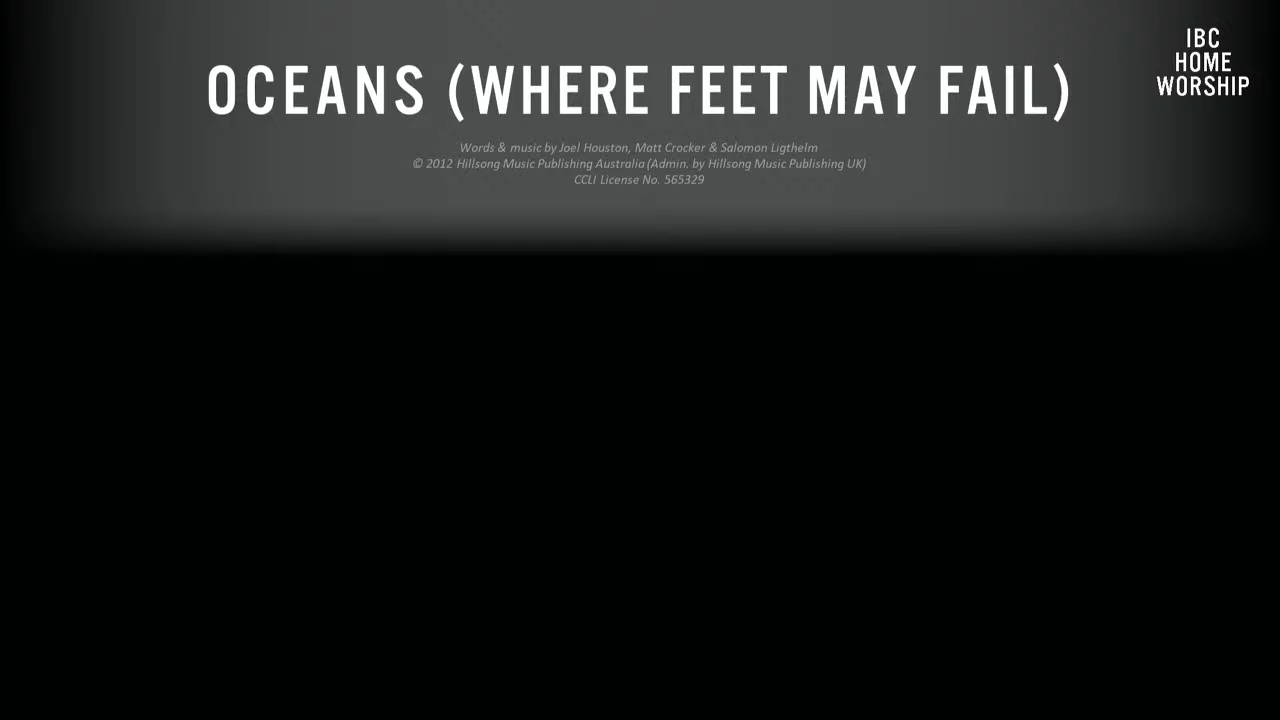 OCEANS (WHERE FEET MAY FAIL)
IBC
HOME
WORSHIP
Words & music by Joel Houston, Matt Crocker & Salomon Ligthelm
© 2012 Hillsong Music Publishing Australia (Admin. by Hillsong Music Publishing UK)
CCLI License No. 565329